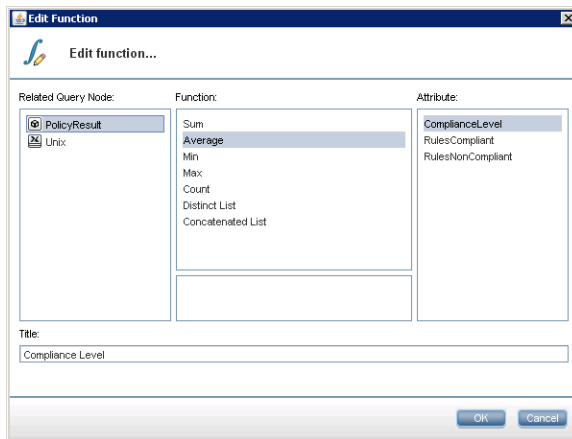 Edit Function
Edit function...
Related Query Node:
PolicyResult
Unix
Function:
Sum
Average
Min
Max
Count
Distinct List
Concatenated List
Attribute:
ComplianceLevel
RulesCompliant
RulesNonCompliant
Title:
Compliance Level
OK
Cancel